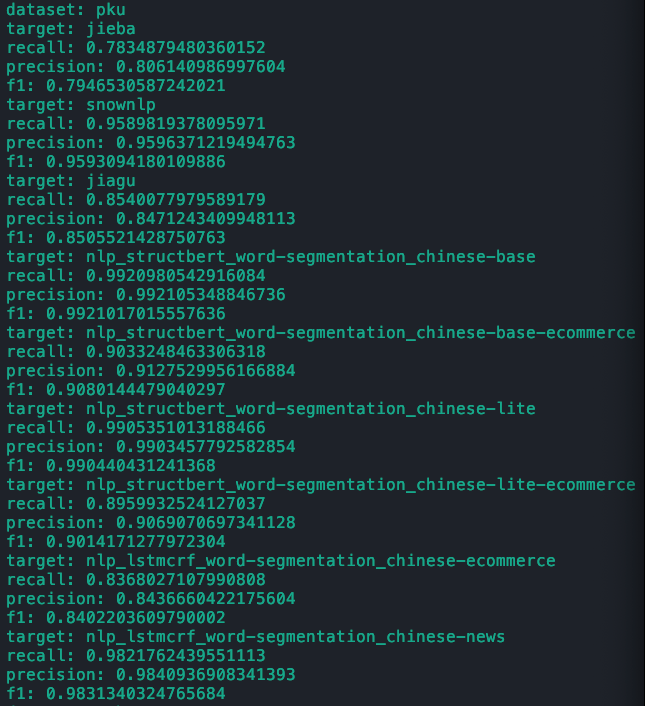 dataset: pku
target: jieba
recall: 0.7834879480360152
precision: 0.806140986997604
f1: 0.7946530587242021
target: snownlp
recall: 0.9589819378095971
precision: 0.9596371219494763
f1: 0.9593094180109886
target: jiagu
recall: 0.8540077979589179
precision: 0.8471243409948113
f1: 0.8505521428750763
target: nlp_structbert_word-segmentation_chinese-base
recall: 0.9920980542916084
precision: 0.992105348846736
f1: 0.9921017015557636
target: nlp_structbert_word-segmentation_chinese-base-ecommerce
recall: 0.9033248463306318
precision: 0.9127529956166884
f1: 0.9080144479040297
target: nlp_structbert_word-segmentation_chinese-lite
recall: 0.9905351013188466
precision: 0.9903457792582854
f1: 0.990440431241368
target: nlp_structbert_word-segmentation_chinese-lite-ecommerce
recall: 0.8959932524127037
precision: 0.9069070697341128
f1: 0.9014171277972304
target: nlp_lstmcrf_word-segmentation_chinese-ecommerce
recall: 0.8368027107990808
precision: 0.8436660422175604
f1: 0.8402203609790002
target: nlp_lstmcrf_word-segmentation_chinese-news
recall: 0.9821762439551113
precision: 0.9840936908341393
f1: 0.9831340324765684